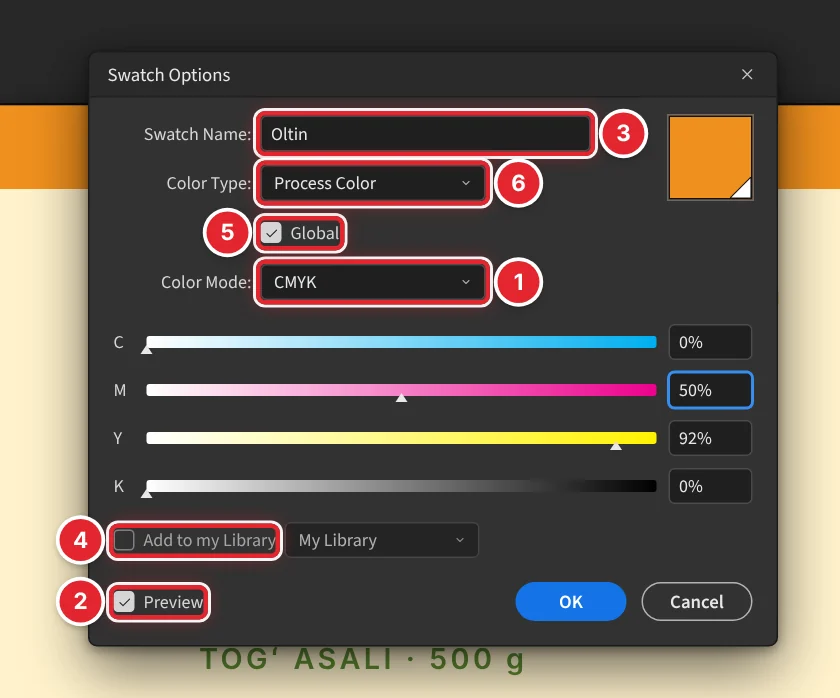 Swatch Options
Swatch Name: Oltin 3
Color Type: Process Color 6
5 Global
Color Mode: CMYK 1
C 0%
M 50%
Y 92%
K 0%
4 Add to my Library My Library
2 Preview OK Cancel
TOGʻ ASALI · 500 g